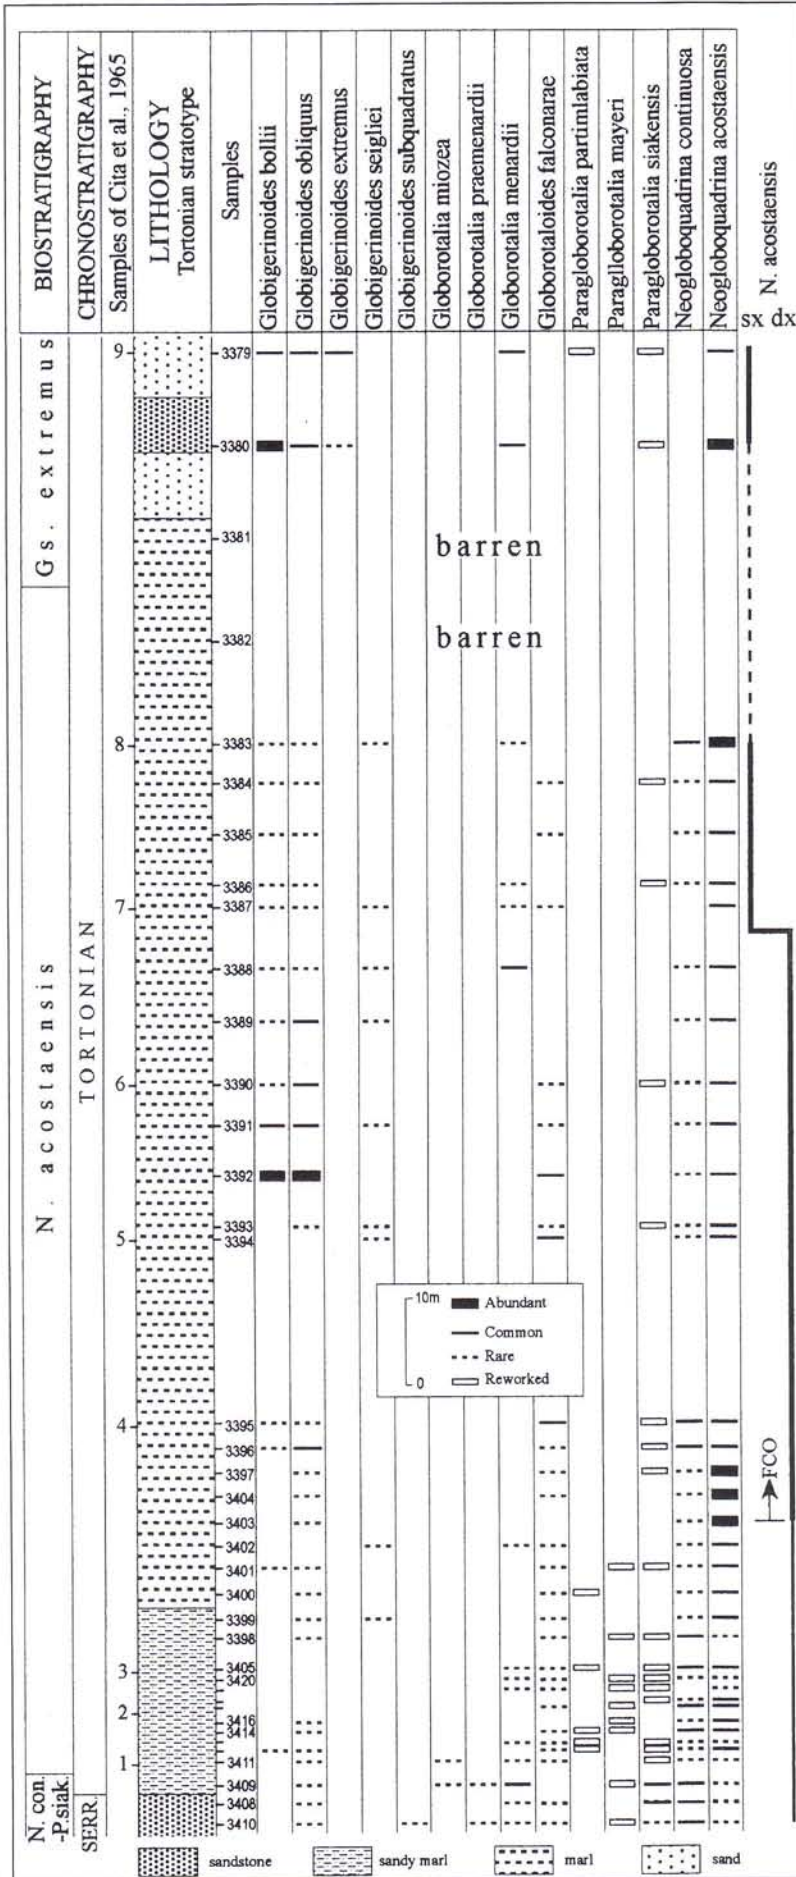 BIOSTRATIGRAPHY
CHRONOSTRATIGRAPHY
Samples of Cita et al., 1965
LITHOLOGY
Tortonian stratotype
Samples
Globigerinoides bollii
Globigerinoides obliquus
Globigerinoides extremus
Globigerinoides seigliei
Globigerinoides subquadratus
Globorotalia miozea
Globorotalia praemenardii
Globorotalia menardii
Globorotaloides falconarae
Paragloborotalia partimlabiata
Paraglloborotalia mayeri
Paragloborotalia siakensis
Neogloboquadrina continuosa
Neogloboquadrina acostaensis
N. acostaensis
sx dx
Gs. extremus
N. acostaensis
N. con.
-P.siak.
TORTONIAN
SERR.
9
3379
3380
3381
barren
3382
barren
8
3383
3384
3385
3386
7
3387
3388
3389
6
3390
3391
3392
3393
5
3394
10m
Abundant
Common
Rare
0
Reworked
4
3395
3396
3397
3404
FCO
3403
3402
3401
3400
3399
3398
3
3405
3420
2
3416
3414
1
3411
3409
3408
3410
sandstone
sandy marl
marl
sand